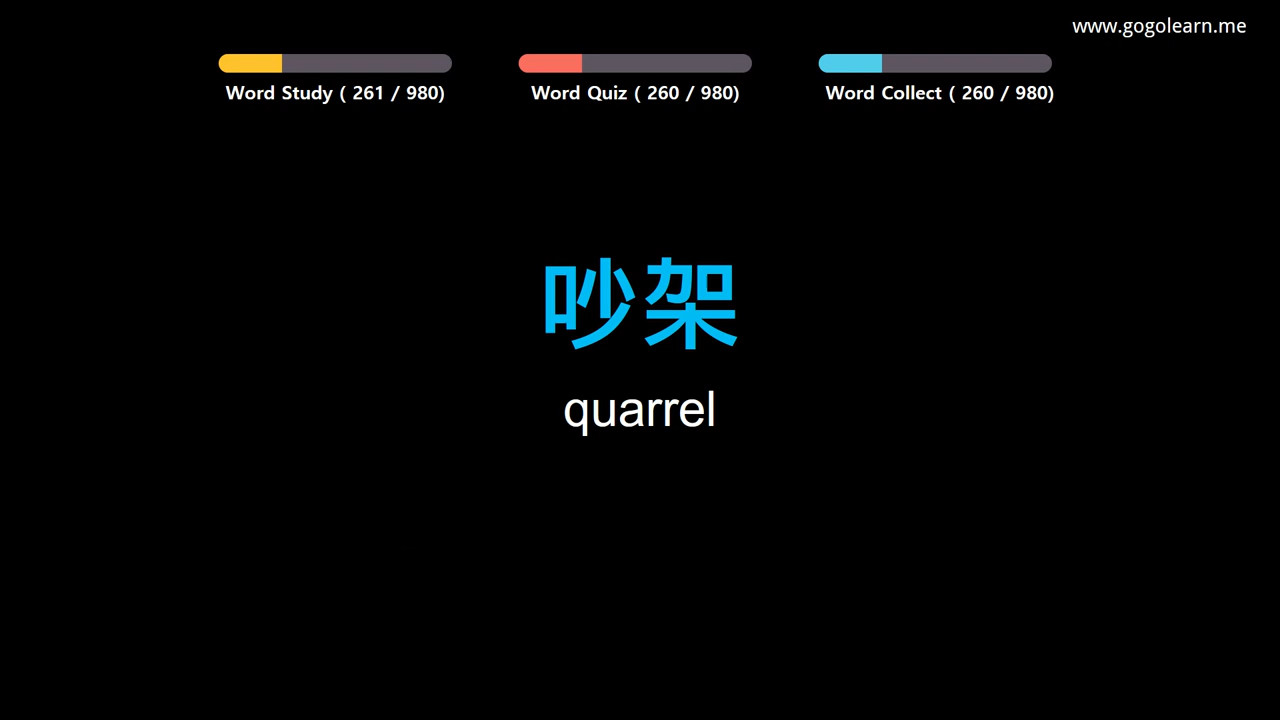 www.gogolearn.me
Word Study ( 261 / 980)
Word Quiz ( 260 / 980)
Word Collect ( 260 / 980)
吵架
quarrel